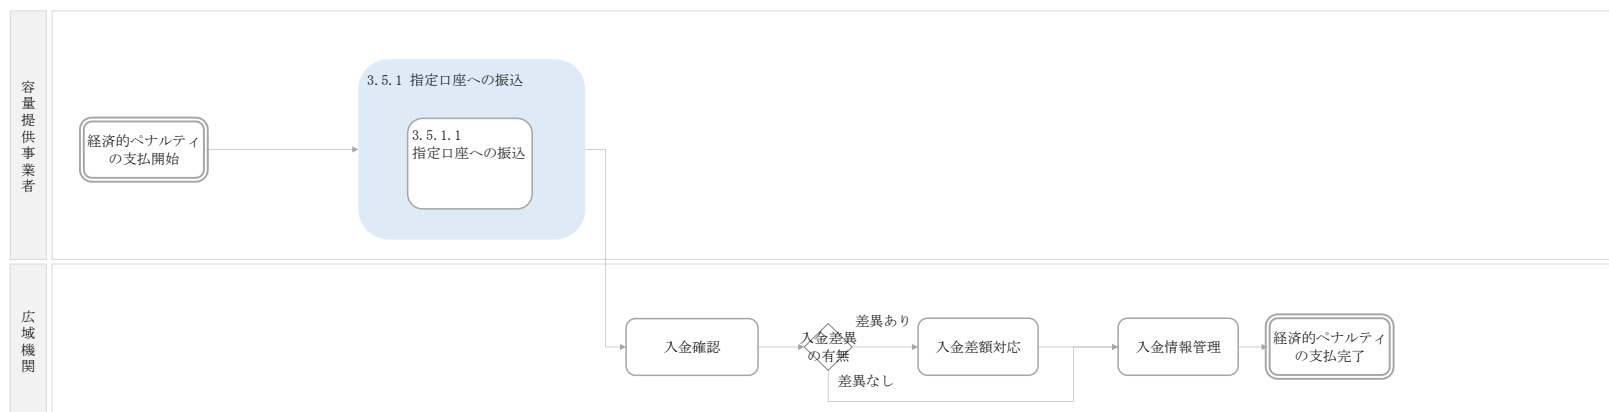 容量提供事業者
経済的ペナルティ
の支払開始
3.5.1 指定口座への振込
3.5.1.1
指定口座への振込
広域機関
入金確認
入金差異
の有無
差異あり
差異なし
入金差額対応
入金情報管理
経済的ペナルティ
の支払完了